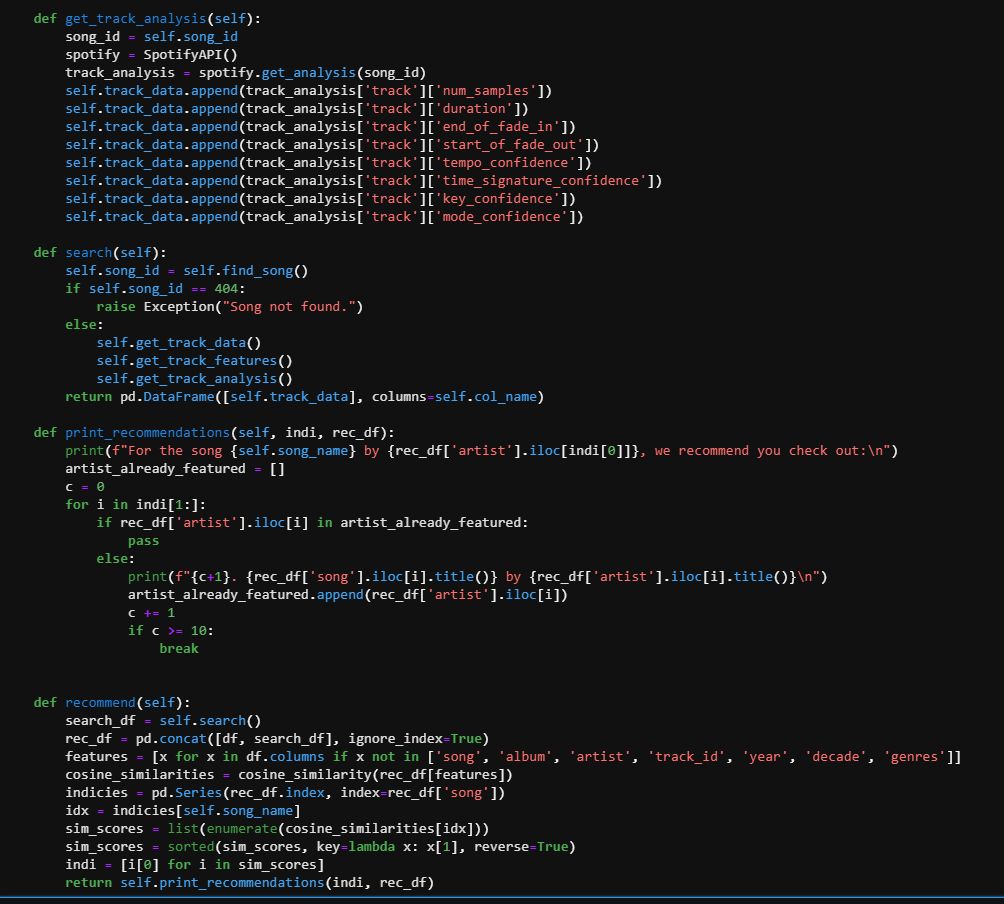 def get_track_analysis(self):
    song_id = self.song_id
    spotify = SpotifyAPI()
    track_analysis = spotify.get_analysis(song_id)
    self.track_data.append(track_analysis['track']['num_samples'])
    self.track_data.append(track_analysis['track']['duration'])
    self.track_data.append(track_analysis['track']['end_of_fade_in'])
    self.track_data.append(track_analysis['track']['start_of_fade_out'])
    self.track_data.append(track_analysis['track']['tempo_confidence'])
    self.track_data.append(track_analysis['track']['time_signature_confidence'])
    self.track_data.append(track_analysis['track']['key_confidence'])
    self.track_data.append(track_analysis['track']['mode_confidence'])

def search(self):
    self.song_id = self.find_song()
    if self.song_id == 404:
        raise Exception("Song not found.")
    else:
        self.get_track_data()
        self.get_track_features()
        self.get_track_analysis()
    return pd.DataFrame([self.track_data], columns=self.col_name)

def print_recommendations(self, indi, rec_df):
    print(f"For the song {self.song_name} by {rec_df['artist'].iloc[indi[0]]}, we recommend you check out:\n")
    artist_already_featured = []
    c = 0
    for i in indi[1:]:
        if rec_df['artist'].iloc[i] in artist_already_featured:
            pass
        else:
            print(f"{c+1}. {rec_df['song'].iloc[i].title()} by {rec_df['artist'].iloc[i].title()}\n")
            artist_already_featured.append(rec_df['artist'].iloc[i])
            c += 1
            if c >= 10:
                break


def recommend(self):
    search_df = self.search()
    rec_df = pd.concat([df, search_df], ignore_index=True)
    features = [x for x in df.columns if x not in ['song', 'album', 'artist', 'track_id', 'year', 'decade', 'genres']]
    cosine_similarities = cosine_similarity(rec_df[features])
    indicies = pd.Series(rec_df.index, index=rec_df['song'])
    idx = indicies[self.song_name]
    sim_scores = list(enumerate(cosine_similarities[idx]))
    sim_scores = sorted(sim_scores, key=lambda x: x[1], reverse=True)
    indi = [i[0] for i in sim_scores]
    return self.print_recommendations(indi, rec_df)